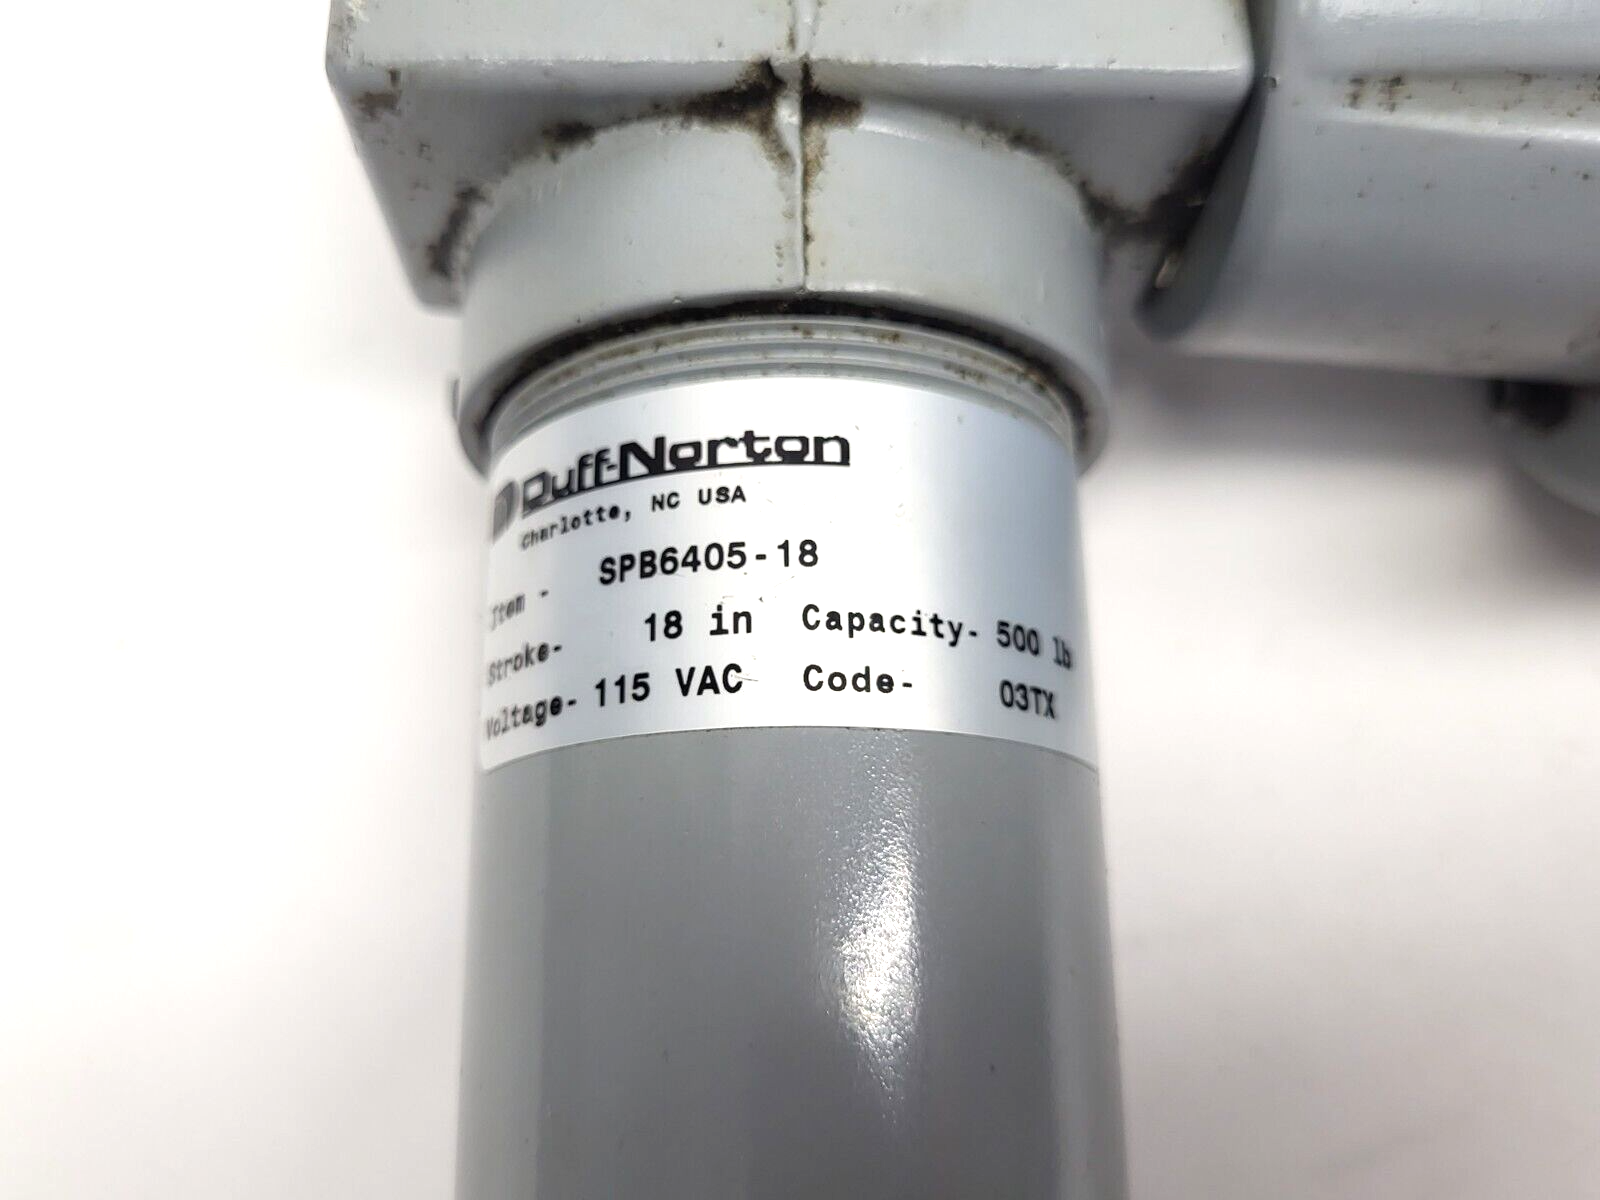 Duff-Norton
Charlotte, NC USA
Item - SPB6405-18
Stroke- 18 in Capacity- 500 lb
Voltage- 115 VAC Code- 03TX